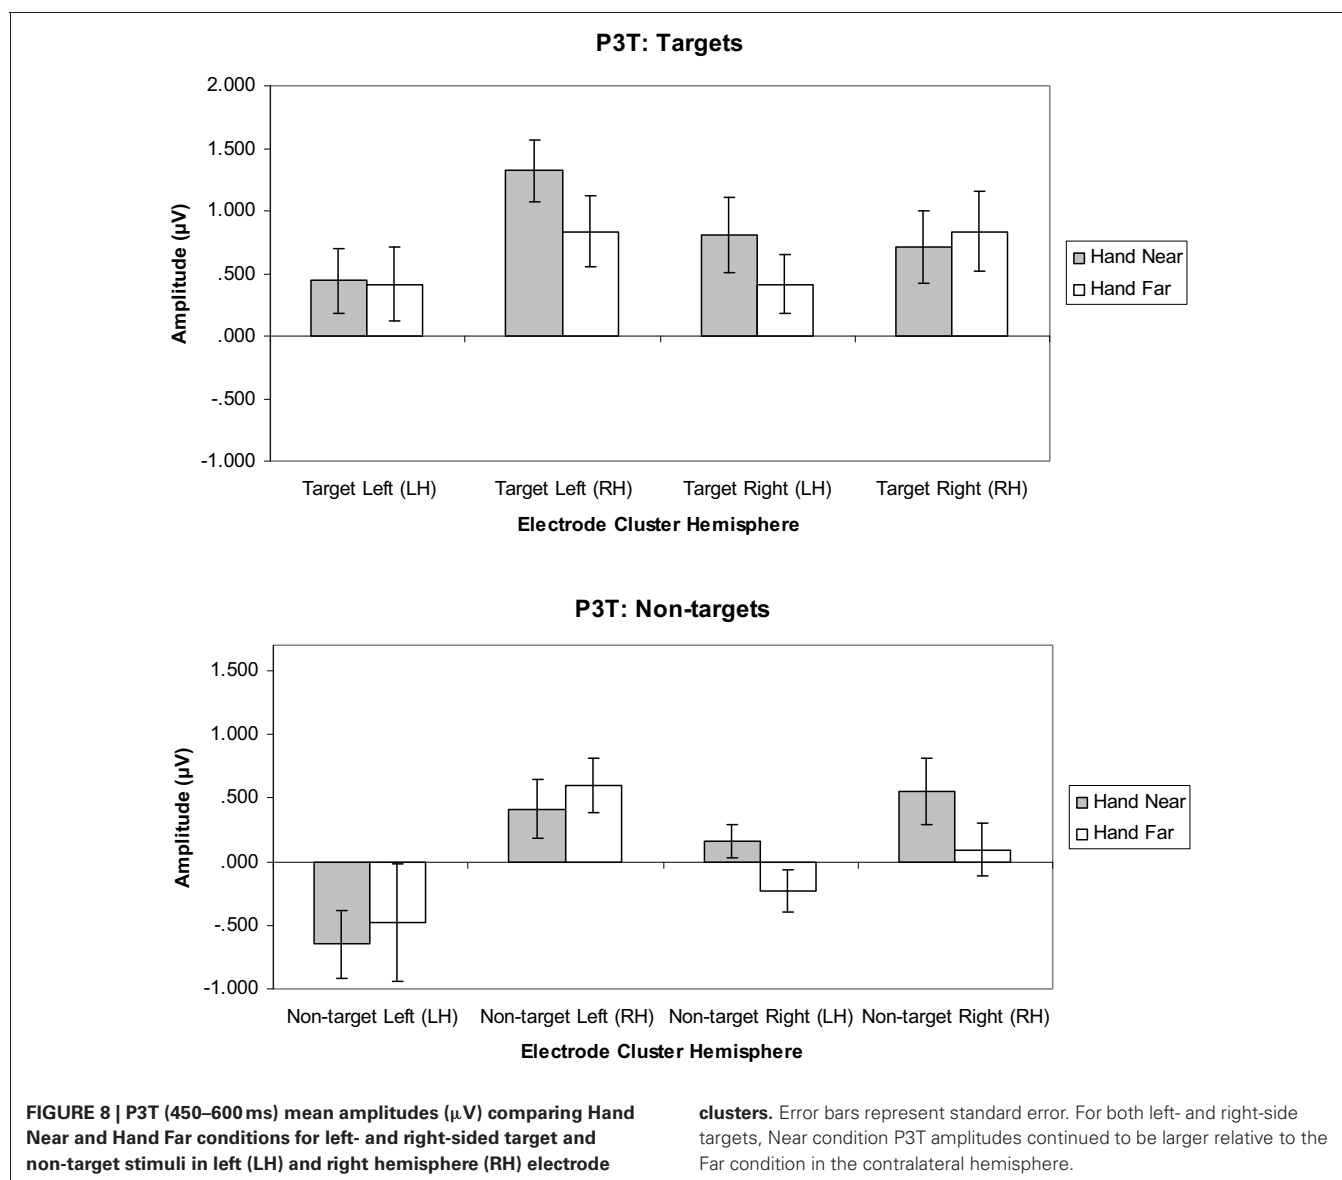 P3T: Targets
2.000
1.500
1.000
.500
.000
-.500
-1.000
Amplitude (µV)
Hand Near
Hand Far
Target Left (LH) Target Left (RH) Target Right (LH) Target Right (RH)
Electrode Cluster Hemisphere
P3T: Non-targets
1.500
1.000
.500
.000
-.500
-1.000
Amplitude (µV)
Hand Near
Hand Far
Non-target Left (LH) Non-target Left (RH) Non-target Right (LH) Non-target Right (RH)
Electrode Cluster Hemisphere
FIGURE 8 | P3T (450–600 ms) mean amplitudes (µV) comparing Hand
Near and Hand Far conditions for left- and right-sided target and
non-target stimuli in left (LH) and right hemisphere (RH) electrode
clusters. Error bars represent standard error. For both left- and right-side
targets, Near condition P3T amplitudes continued to be larger relative to the
Far condition in the contralateral hemisphere.